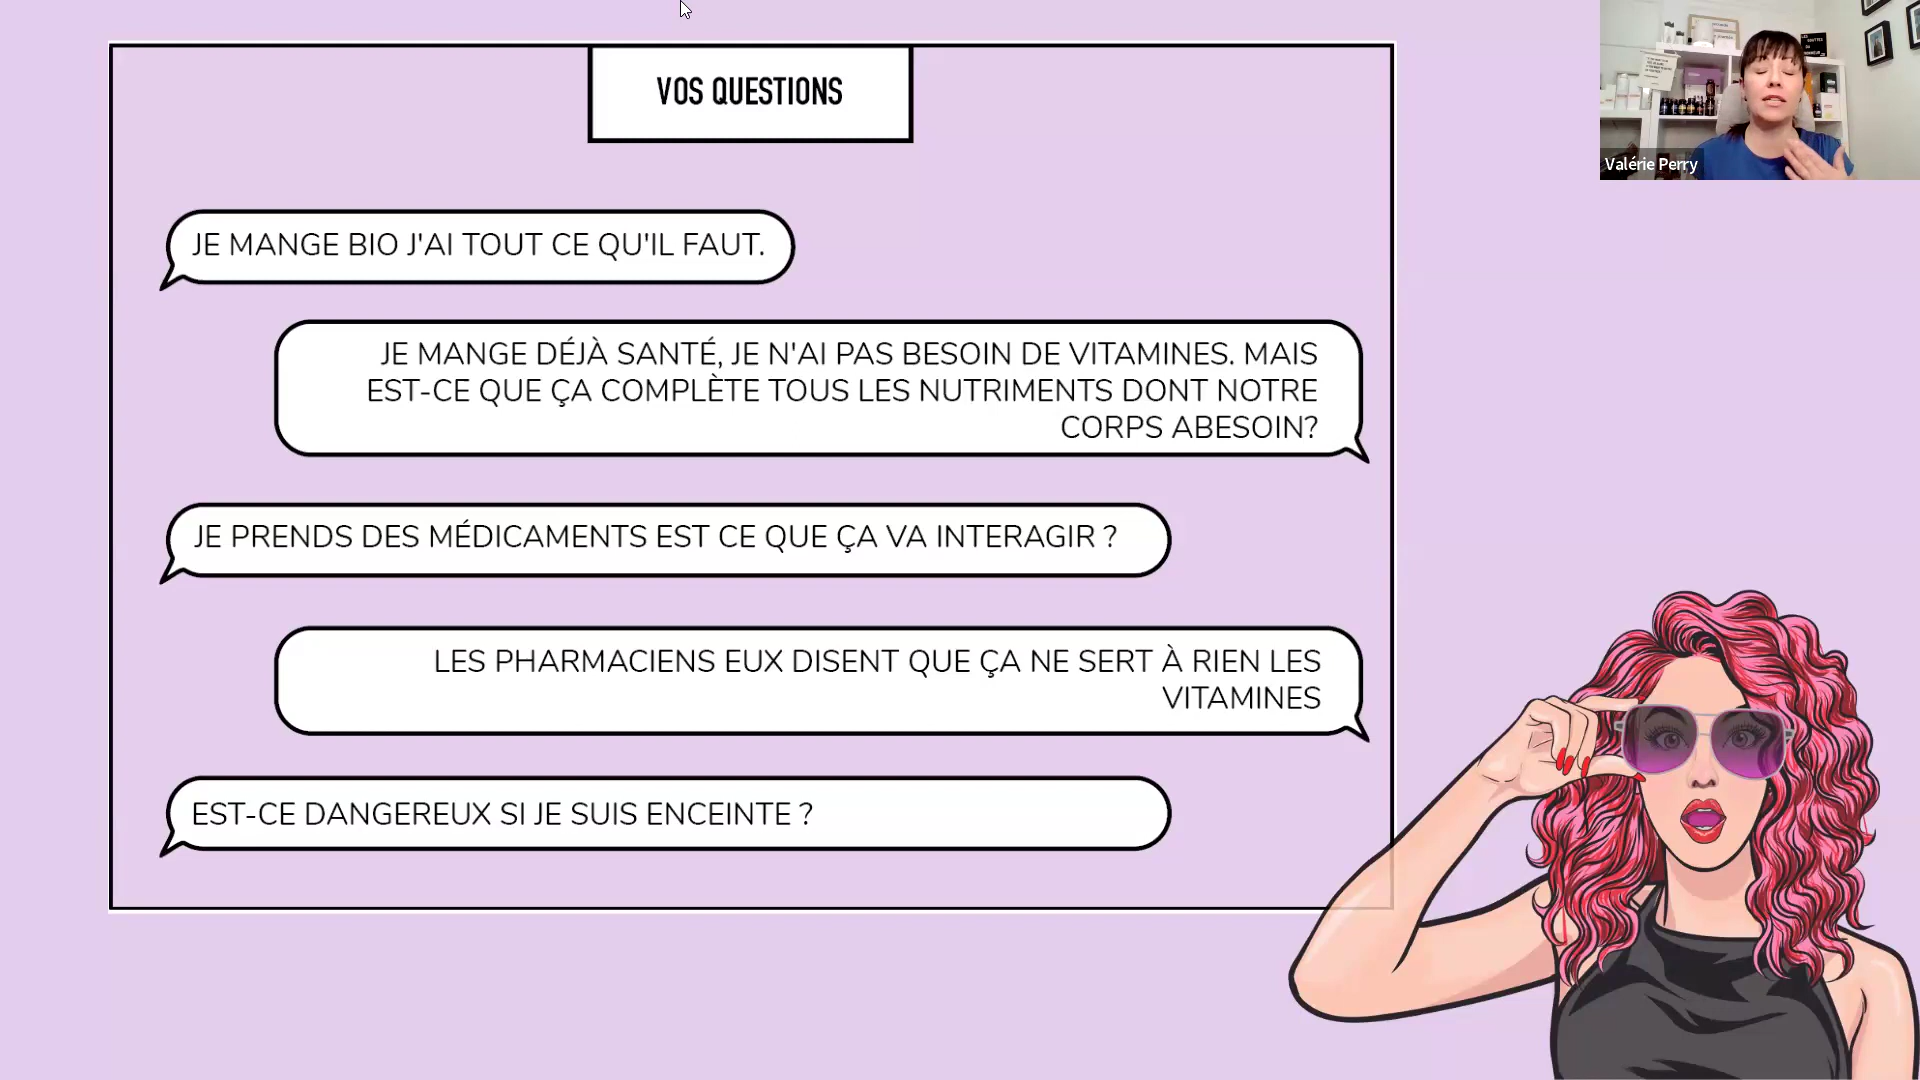 VOS QUESTIONS
JE MANGE BIO J'AI TOUT CE QU'IL FAUT.
JE MANGE DÉJÀ SANTÉ, JE N'AI PAS BESOIN DE VITAMINES. MAIS
EST-CE QUE ÇA COMPLÈTE TOUS LES NUTRIMENTS DONT NOTRE
CORPS ABESOIN?
JE PRENDS DES MÉDICAMENTS EST CE QUE ÇA VA INTERAGIR ?
LES PHARMACIENS EUX DISENT QUE ÇA NE SERT À RIEN LES
VITAMINES
EST-CE DANGEREUX SI JE SUIS ENCEINTE ?
Valérie Perry